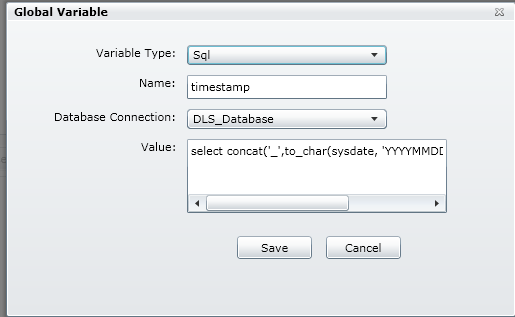 Global Variable
Variable Type: Sql
Name: timestamp
Database Connection: DLS_Database
Value: select concat('_',to_char(sysdate, 'YYYYMMDD
Save Cancel